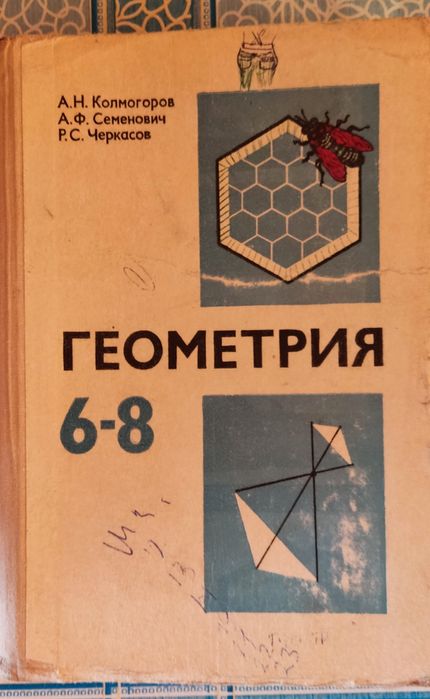 А.Н. Колмогоров
А.Ф. Семенович
Р.С. Черкасов
ГЕОМЕТРИЯ
6-8